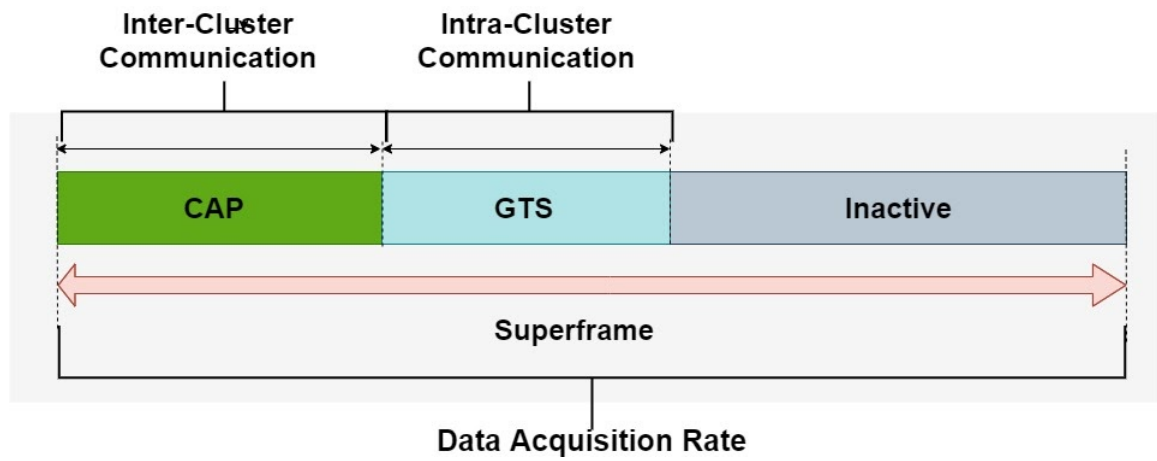 Inter-Cluster
Communication
Intra-Cluster
Communication
CAP
GTS
Inactive
Superframe
Data Acquisition Rate